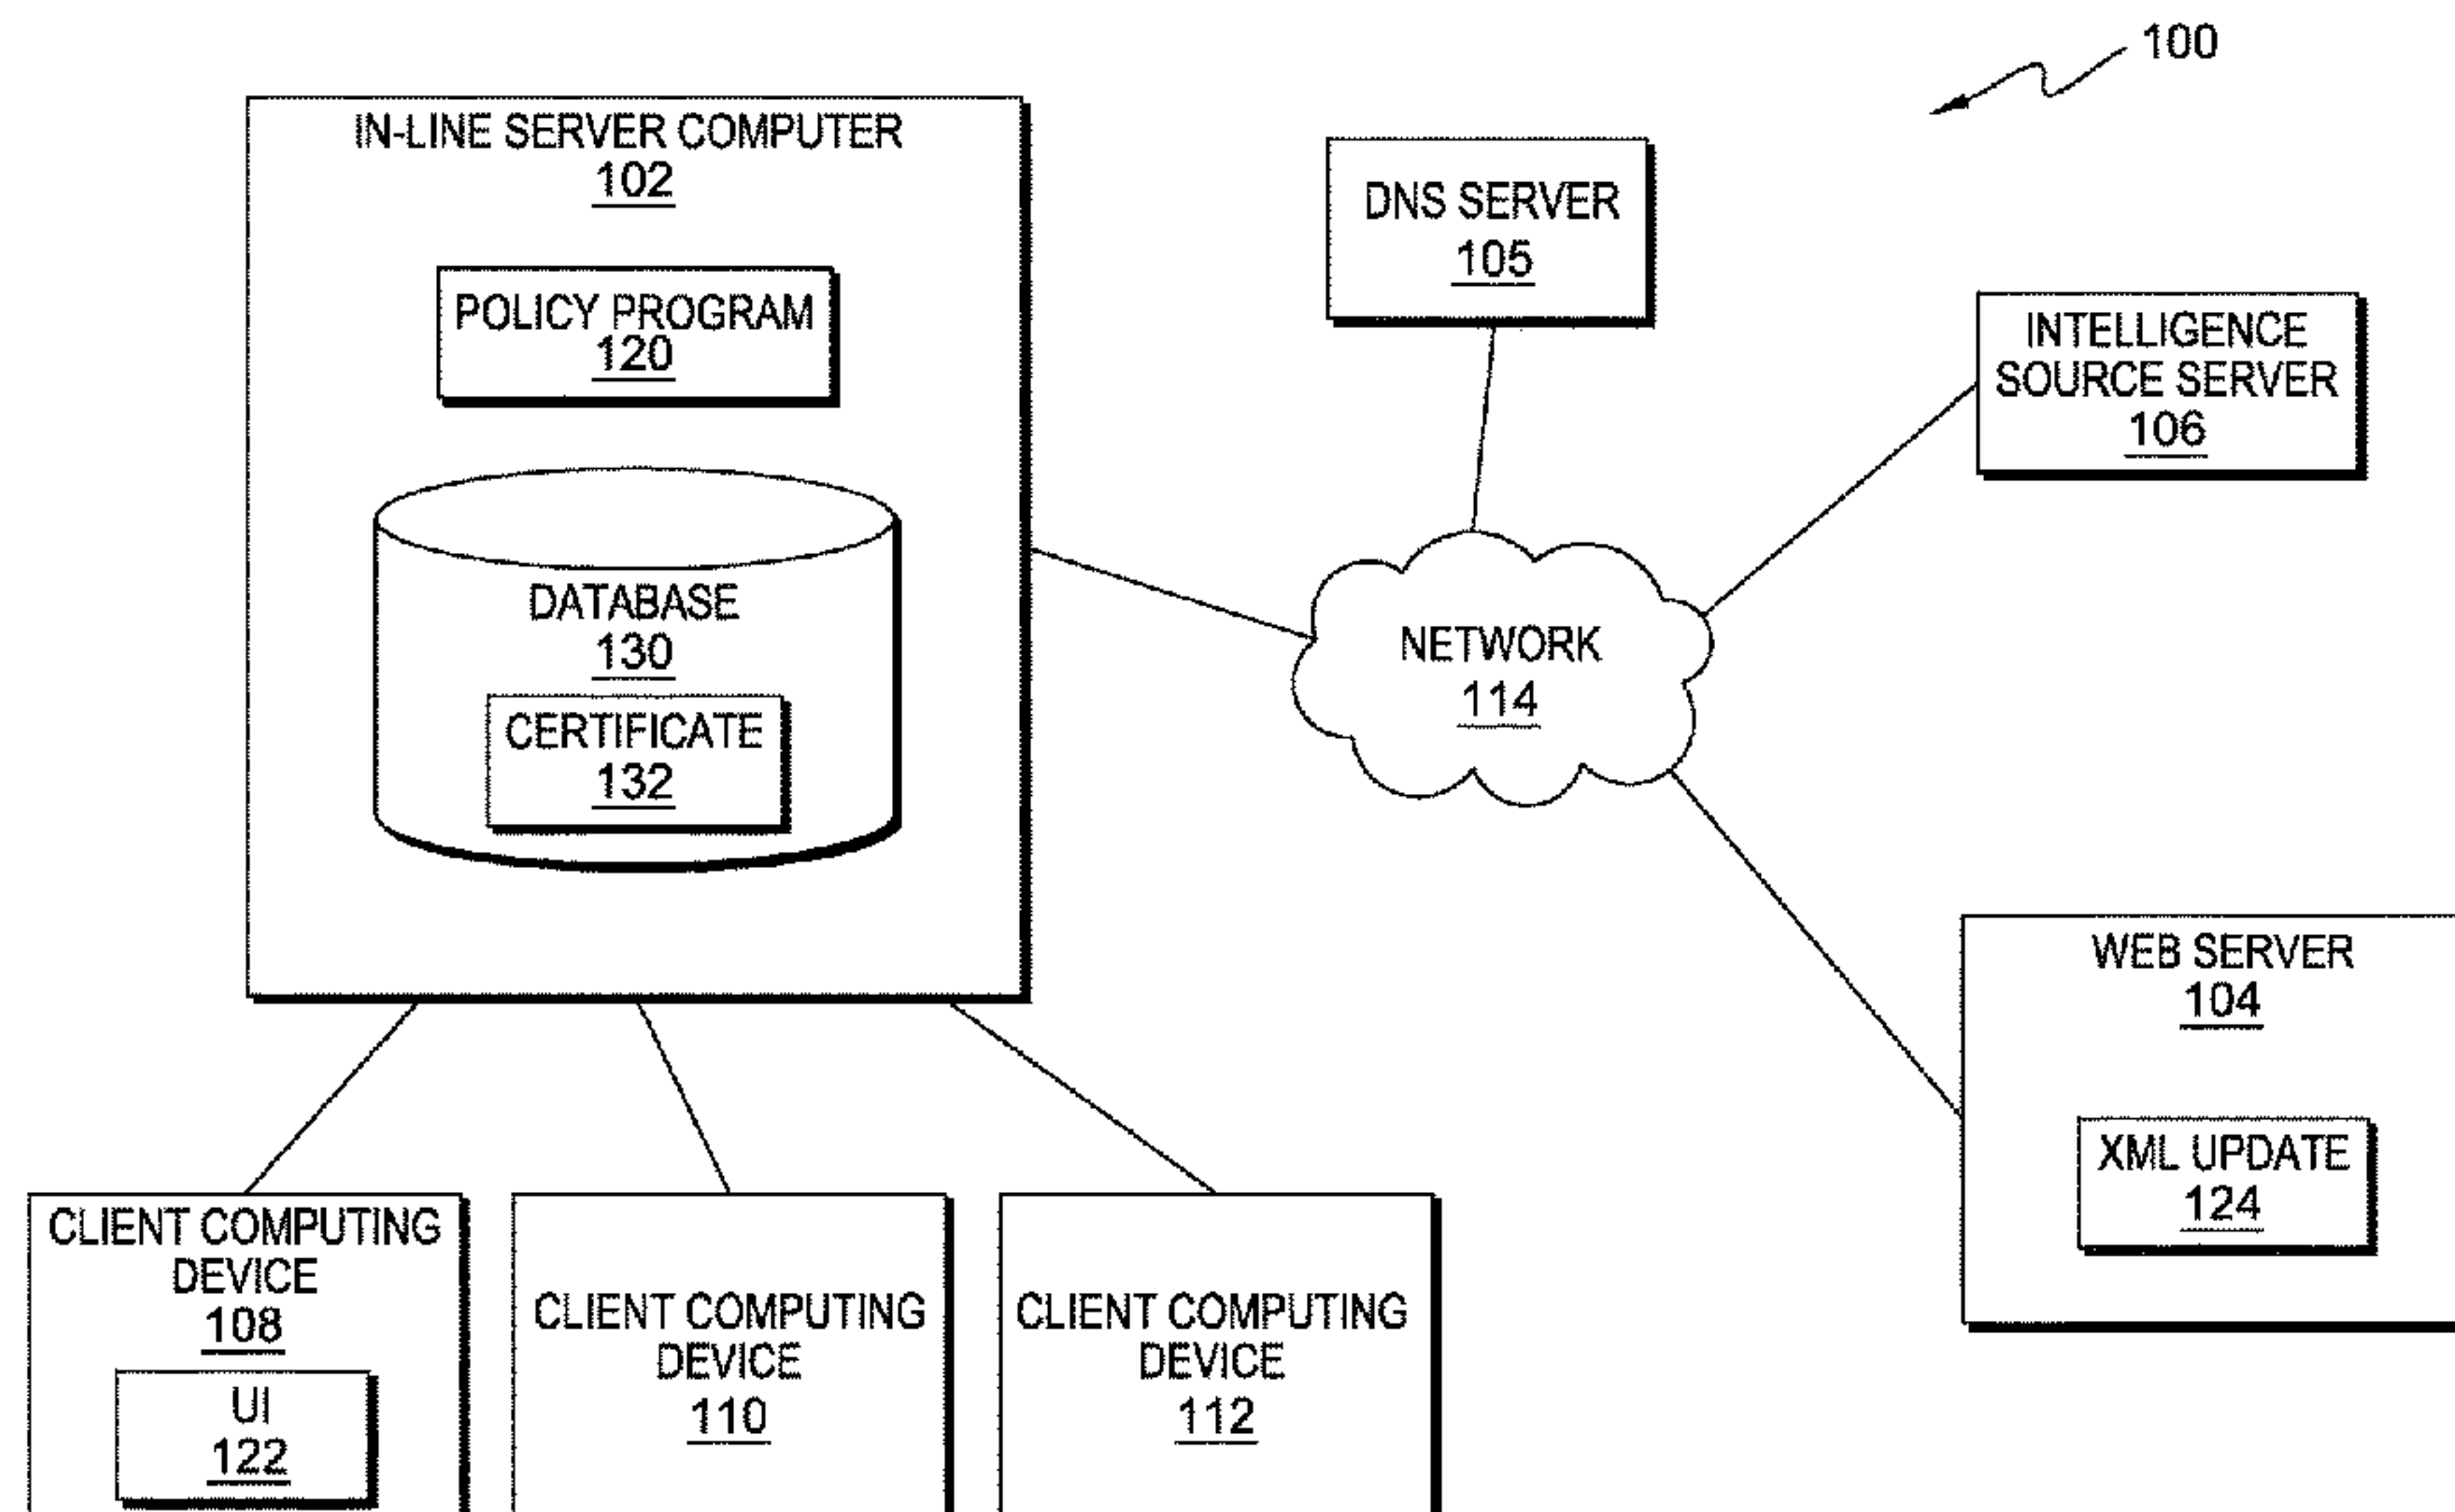 100
IN-LINE SERVER COMPUTER
102
POLICY PROGRAM
120
DATABASE
130
CERTIFICATE
132
DNS SERVER
105
INTELLIGENCE
SOURCE SERVER
106
NETWORK
114
WEB SERVER
104
XML UPDATE
124
CLIENT COMPUTING
DEVICE
108
UI
122
CLIENT COMPUTING
DEVICE
110
CLIENT COMPUTING
DEVICE
112